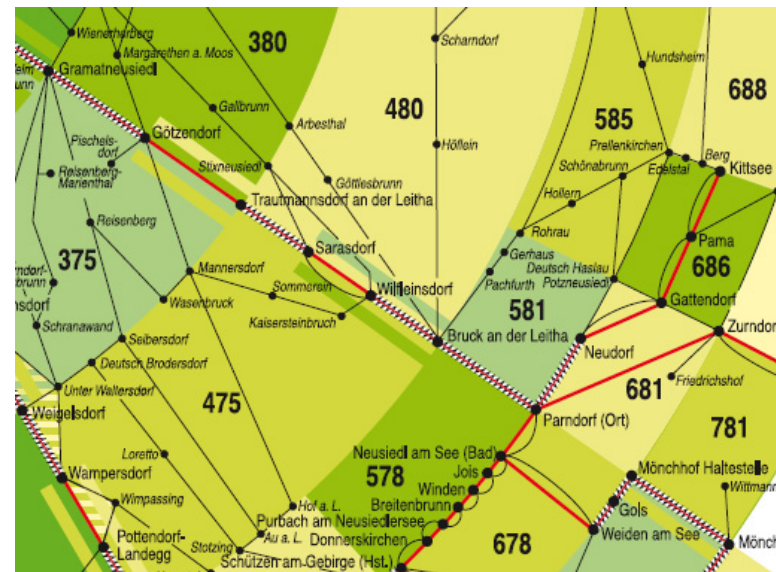 Wienerherberg
Margarethen a. Moos
380
Scharndorf
Hundsheim
688
Gramatneusiedl
Gallbrunn
Arbesthal
480
585
Pischels-
dorf
Götzendorf
Höflein
Prellenkirchen
Edelstal
Berg
Kittsee
Reisenberg-
Marienthal
Stixneusiedl
Göttlesbrunn
Schönabrunn
Hollern
Trautmannsdorf an der Leitha
Reisenberg
Rohrau
Pama
375
Sarasdorf
Gerhaus
Deutsch Haslau
686
Mannersdorf
Pachfurth
Potzneusiedl
Wasenbruck
Sommerein
Wilfleinsdorf
581
Gattendorf
Schranawand
Kaisersteinbruch
Bruck an der Leitha
Neudorf
Seibersdorf
Deutsch Brodersdorf
681
Friedrichshof
Unter Waltersdorf
475
Weigelsdorf
Parndorf (Ort)
781
Loretto
Neusiedl am See (Bad)
Wampersdorf
578
Jois
Mönchhof Haltestelle
Winden
Wimpassing
Hof a. L.
Breitenbrunn
Gols
Purbach am Neusiedlersee
Pottendorf-
Landegg
Au a. L.
Donnerskirchen
678
Weiden am See
Stotzing
Schützen am Gebirge (Hst.)